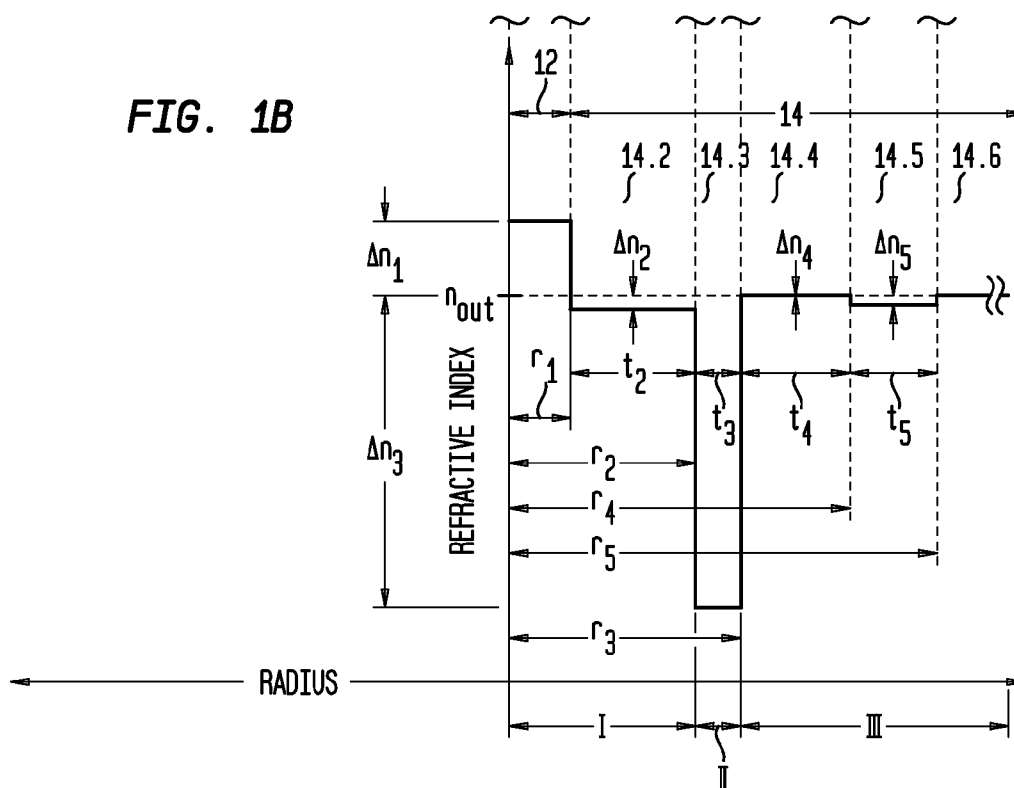 FIG. 1B
12
14
14.2
14.3
14.4
14.5
14.6
Δn1
Δn2
Δn4
Δn5
nout
REFRACTIVE INDEX
r1
t2
t3
t4
t5
Δn3
r2
r4
r5
r3
RADIUS
I
II
III